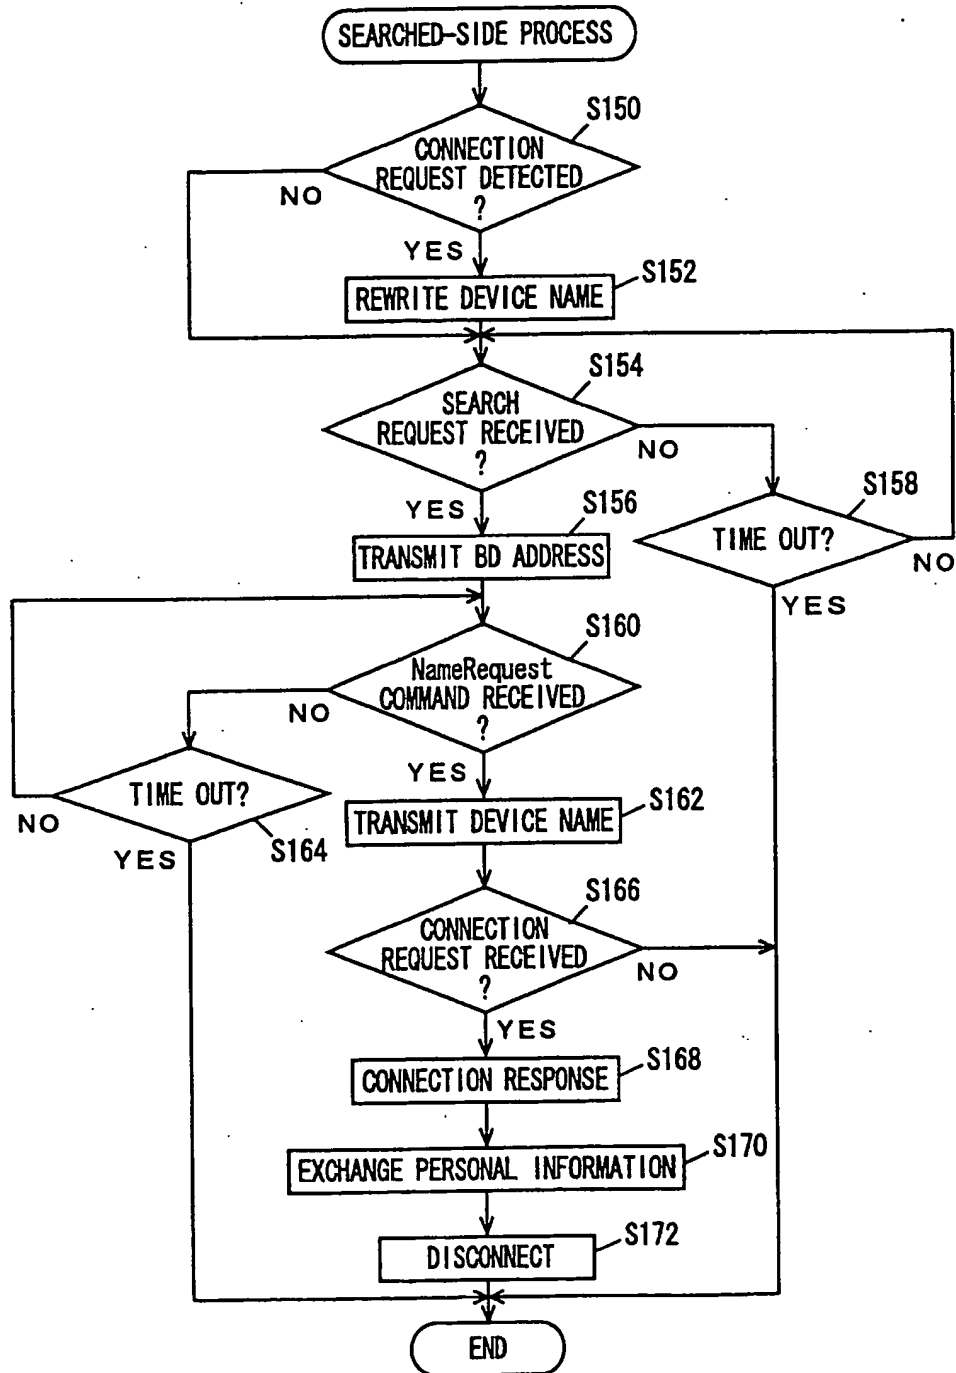 SEARCHED-SIDE PROCESS
S150
CONNECTION
REQUEST DETECTED
?
NO
YES
S152
REWRITE DEVICE NAME
S154
SEARCH
REQUEST RECEIVED
?
NO
YES
S156
S158
TRANSMIT BD ADDRESS
TIME OUT?
NO
YES
S160
NameRequest
COMMAND RECEIVED
?
NO
YES
TIME OUT?
NO
YES
S164
S162
TRANSMIT DEVICE NAME
S166
CONNECTION
REQUEST RECEIVED
?
NO
YES
S168
CONNECTION RESPONSE
S170
EXCHANGE PERSONAL INFORMATION
S172
DISCONNECT
END